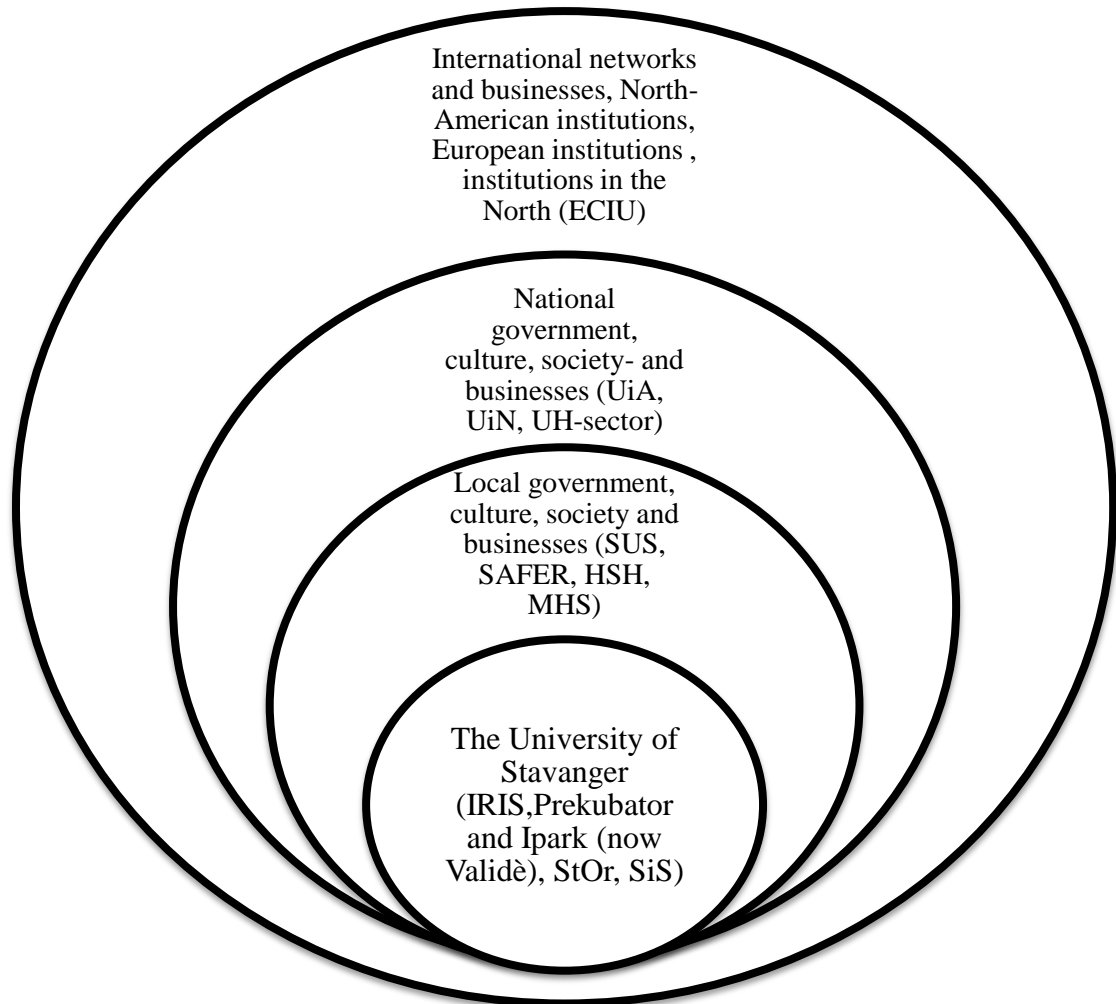 International networks
and businesses, North-
American institutions,
European institutions ,
institutions in the
North (ECIU)
National
government,
culture, society- and
businesses (UiA,
UiN, UH-sector)
Local government,
culture, society and
businesses (SUS,
SAFER, HSH,
MHS)
The University of
Stavanger
(IRIS,Prekubator
and Ipark (now
Validè), StOr, SiS)